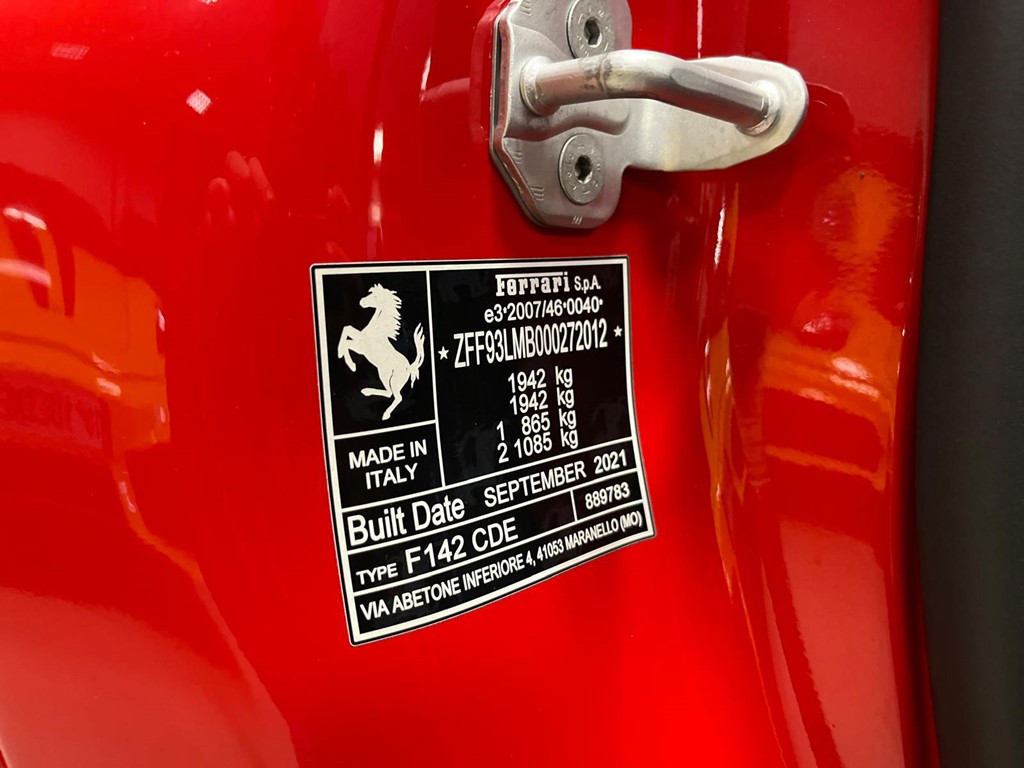 Ferrari S.p.A.
e3*2007/46*0040*
★ ZFF93LMB000272012 ★
1942 kg
1942 kg
1 865 kg
2 1085 kg
MADE IN
ITALY
Built Date SEPTEMBER 2021
TYPE F142 CDE 889783
VIA ABETONE INFERIORE 4, 41053 MARANELLO (MO)